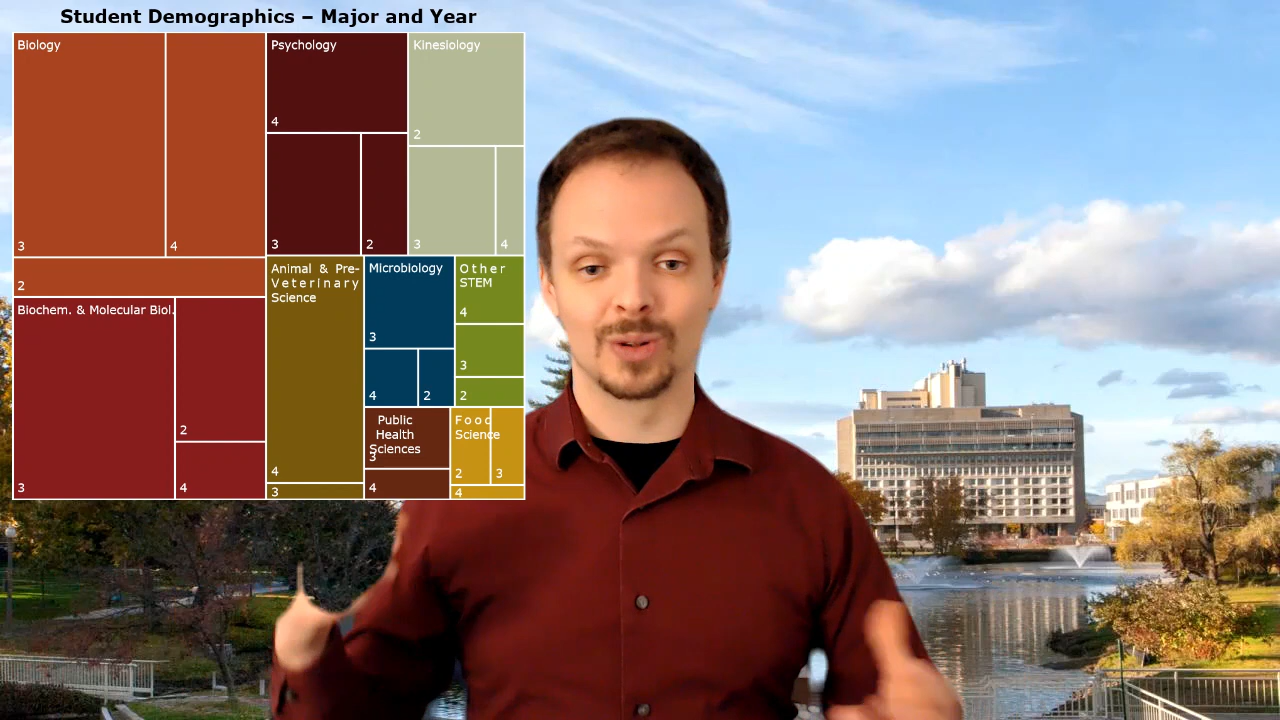 Student Demographics – Major and Year
Biology
3
4
2
Biochem. & Molecular Biol.
3
2
4
Psychology
4
3
2
Kinesiology
2
3
4
Animal & Pre-
Veterinary
Science
4
3
Microbiology
3
4
2
Other
STEM
4
3
2
Public
Health
Sciences
3
4
Food
Science
2
3
4